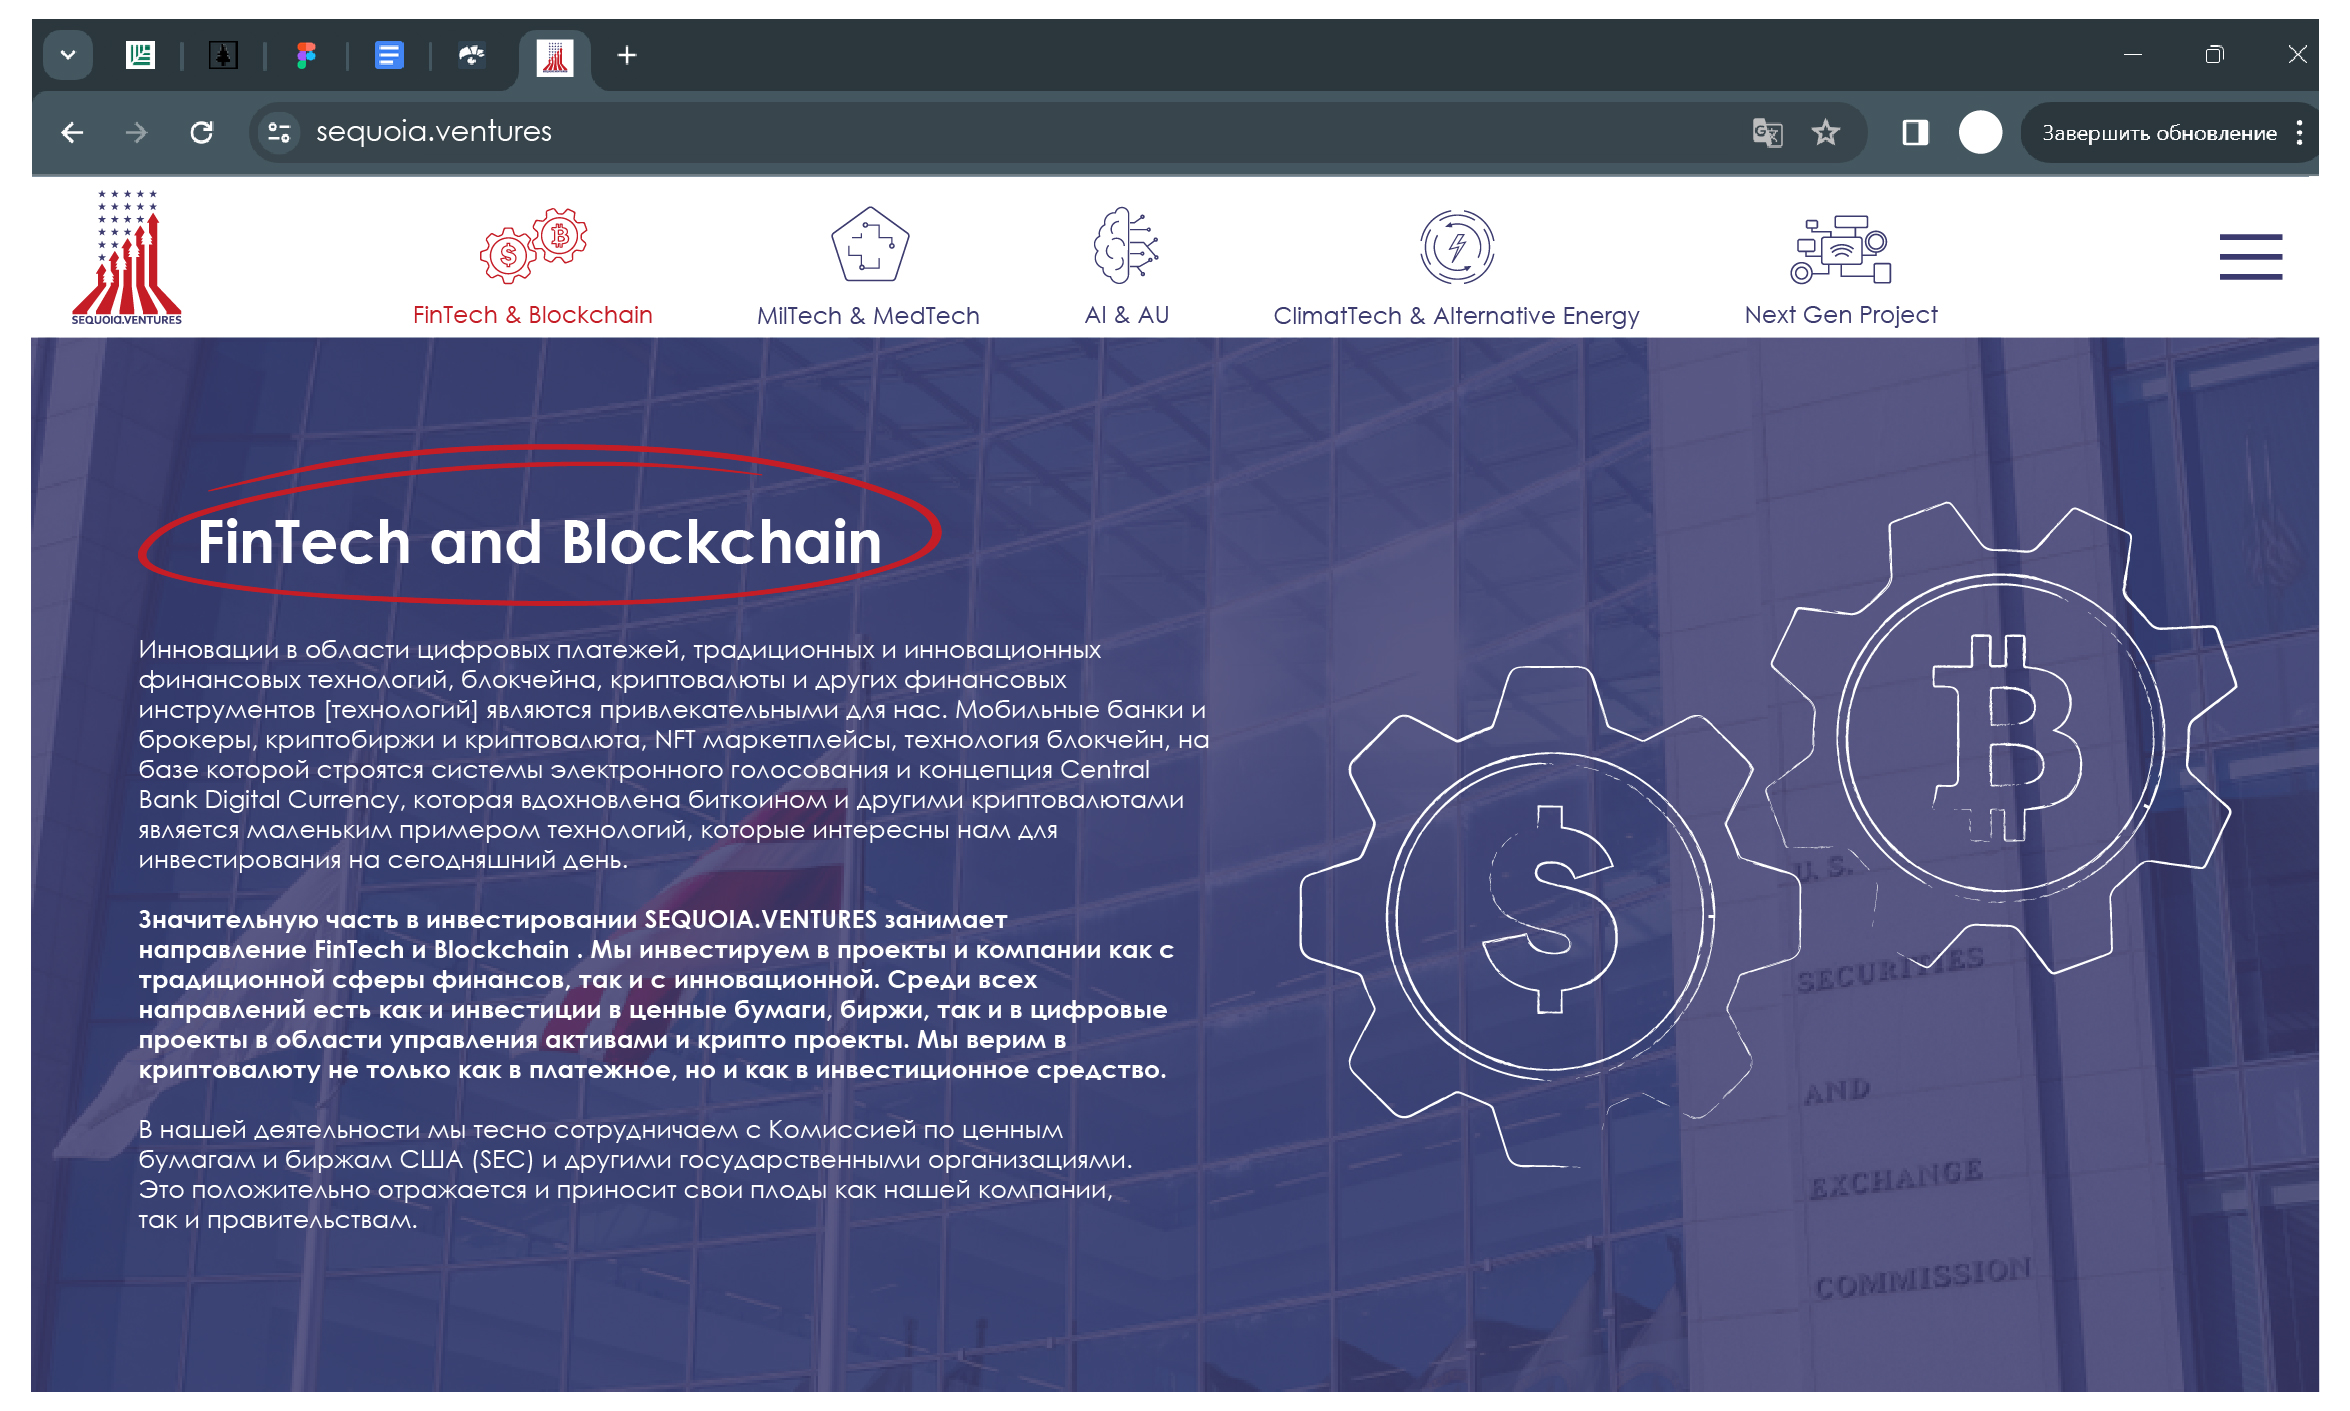 sequoia.ventures
Завершить обновление
SEQUOIA.VENTURES
FinTech & Blockchain
MilTech & MedTech
AI & AU
ClimatTech & Alternative Energy
Next Gen Project
FinTech and Blockchain
Инновации в области цифровых платежей, традиционных и инновационных
финансовых технологий, блокчейна, криптовалюты и других финансовых
инструментов [технологий] являются привлекательными для нас. Мобильные банки и
брокеры, криптобиржи и криптовалюта, NFT маркетплейсы, технология блокчейн, на
базе которой строятся системы электронного голосования и концепция Central
Bank Digital Currency, которая вдохновлена биткоином и другими криптовалютами
является маленьким примером технологий, которые интересны нам для
инвестирования на сегодняшний день.
Значительную часть в инвестировании SEQUOIA.VENTURES занимает
направление FinTech и Blockchain . Мы инвестируем в проекты и компании как с
традиционной сферы финансов, так и с инновационной. Среди всех
направлений есть как и инвестиции в ценные бумаги, биржи, так и в цифровые
проекты в области управления активами и крипто проекты. Мы верим в
криптовалюту не только как в платежное, но и как в инвестиционное средство.
В нашей деятельности мы тесно сотрудничаем с Комиссией по ценным
бумагам и биржам США (SEC) и другими государственными организациями.
Это положительно отражается и приносит свои плоды как нашей компании,
так и правительствам.
U. S.
SECURITIES
AND
EXCHANGE
COMMISSION